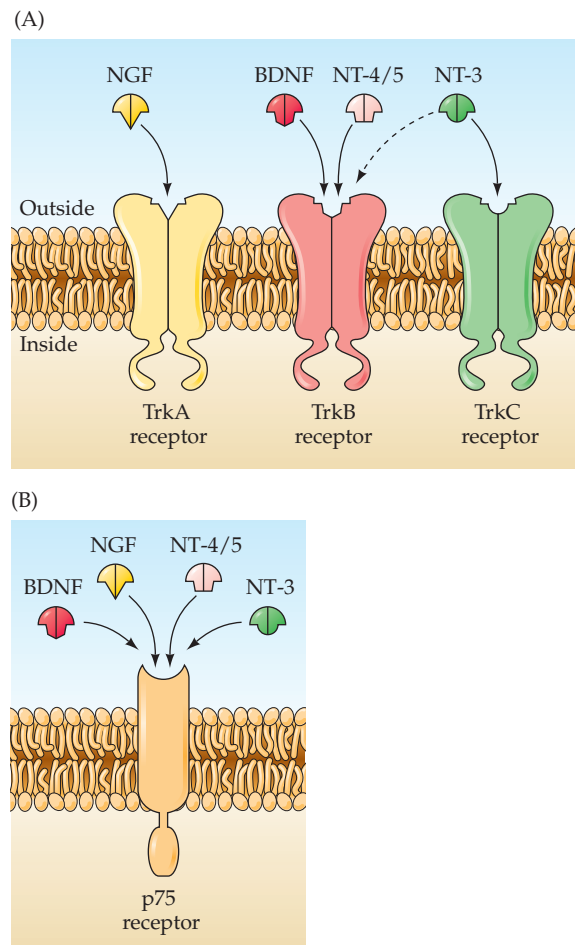 (A)
NGF
BDNF NT-4/5 NT-3
Outside
Inside
TrkA
receptor
TrkB
receptor
TrkC
receptor
(B)
NGF NT-4/5
BDNF NT-3
p75
receptor